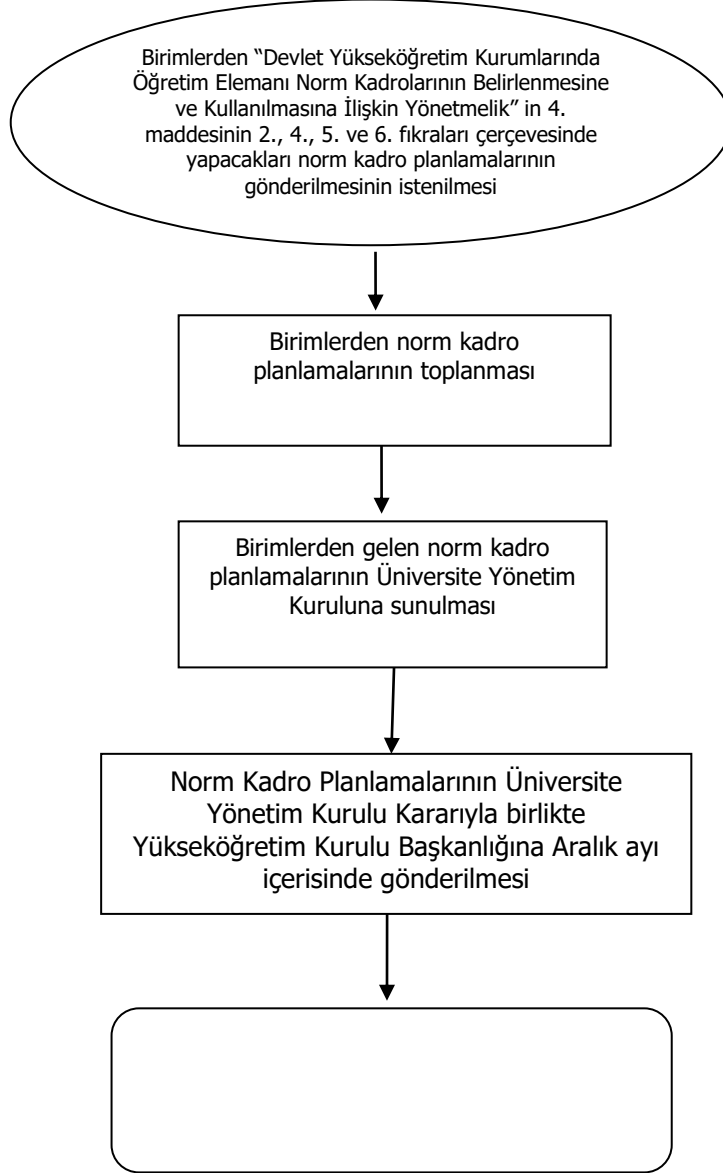 Birimlerden “Devlet Yükseköğretim Kurumlarında
Öğretim Elemanı Norm Kadrolarının Belirlenmesine
ve Kullanılmasına İlişkin Yönetmelik” in 4.
maddesinin 2., 4., 5. ve 6. fıkraları çerçevesinde
yapacakları norm kadro planlamalarının
gönderilmesinin istenilmesi
Birimlerden norm kadro
planlamalarının toplanması
Birimlerden gelen norm kadro
planlamalarının Üniversite Yönetim
Kuruluna sunulması
Norm Kadro Planlamalarının Üniversite
Yönetim Kurulu Kararıyla birlikte
Yükseköğretim Kurulu Başkanlığına Aralık ayı
içerisinde gönderilmesi